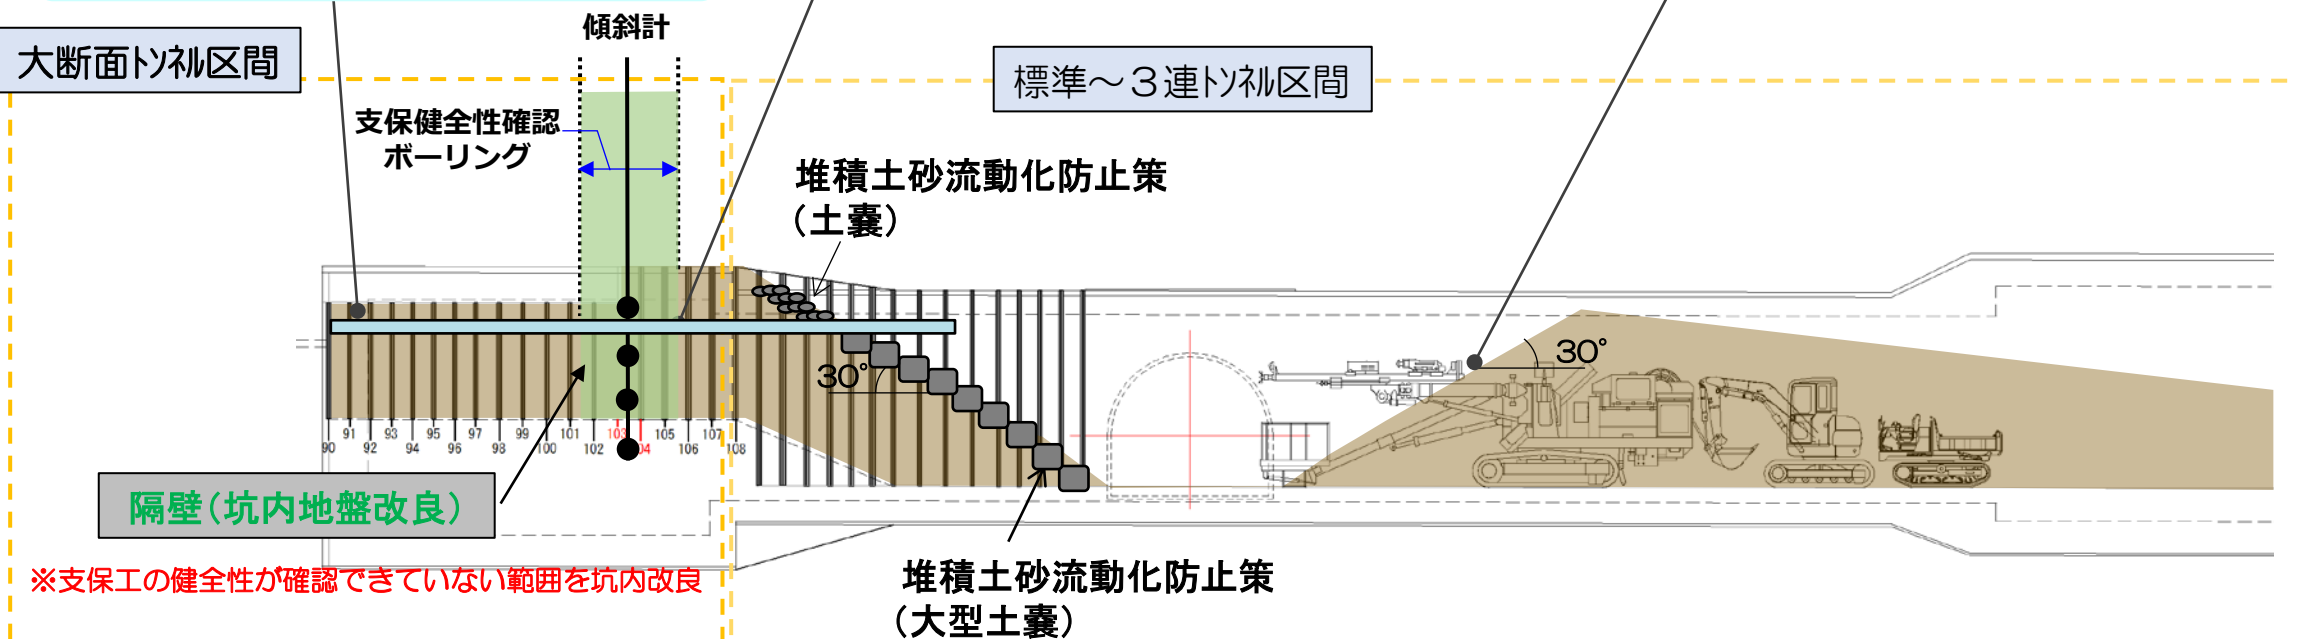 傾斜計
大断面トンネル区間
標準～３連トンネル区間
支保健全性確認
ボーリング
堆積土砂流動化防止策
（土嚢）
30°
30°
91 93 95 97 99 101 103 105 107
90 92 94 96 98 100 102 104 106 108
隔壁（坑内地盤改良）
※支保工の健全性が確認できていない範囲を坑内改良
堆積土砂流動化防止策
（大型土嚢）